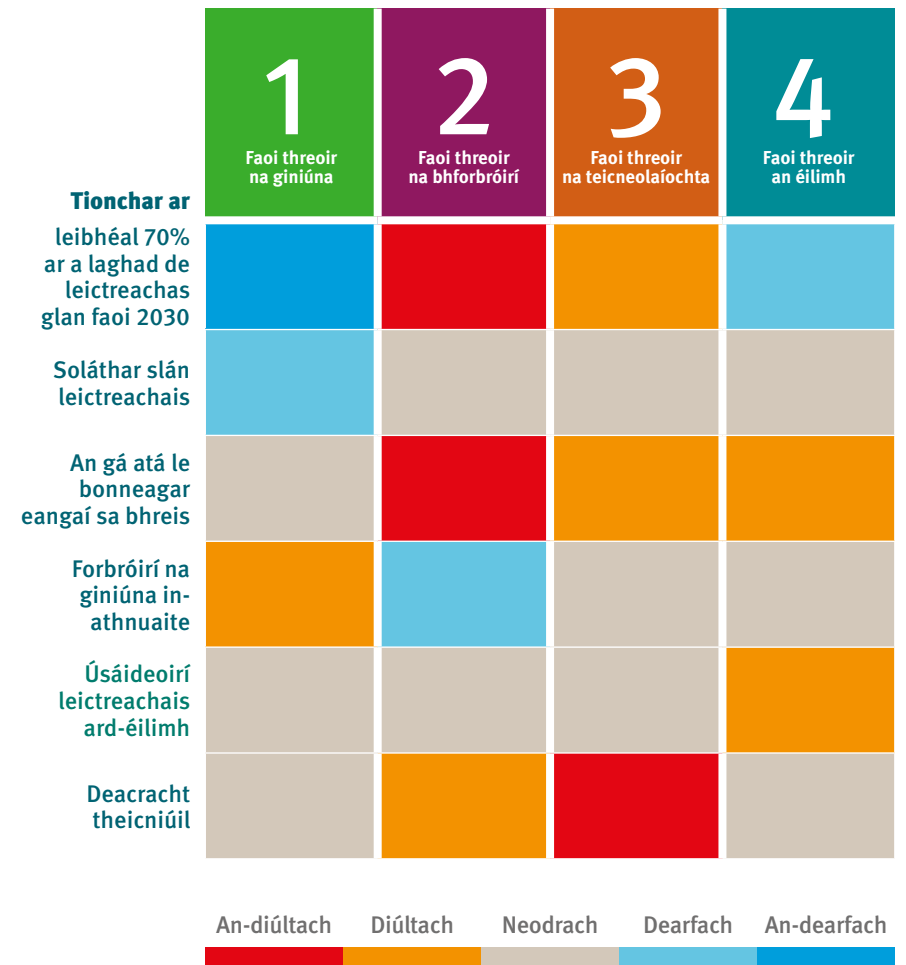 1
Faoi threoir
na giniúna
2
Faoi threoir
na bhforbróirí
3
Faoi threoir
na teicneolaíochta
4
Faoi threoir
an éilimh
Tionchar ar
leibhéal 70%
ar a laghad de
leictreachas
glan faoi 2030
Soláthar slán
leictreachais
An gá atá le
bonneagar
eangaí sa bhreis
Forbróirí na
giniúna in-
athnuaite
Úsáideoirí
leictreachais
ard-éilimh
Deacracht
theicniúil
An-diúltach
Diúltach
Neodrach
Dearfach
An-dearfach